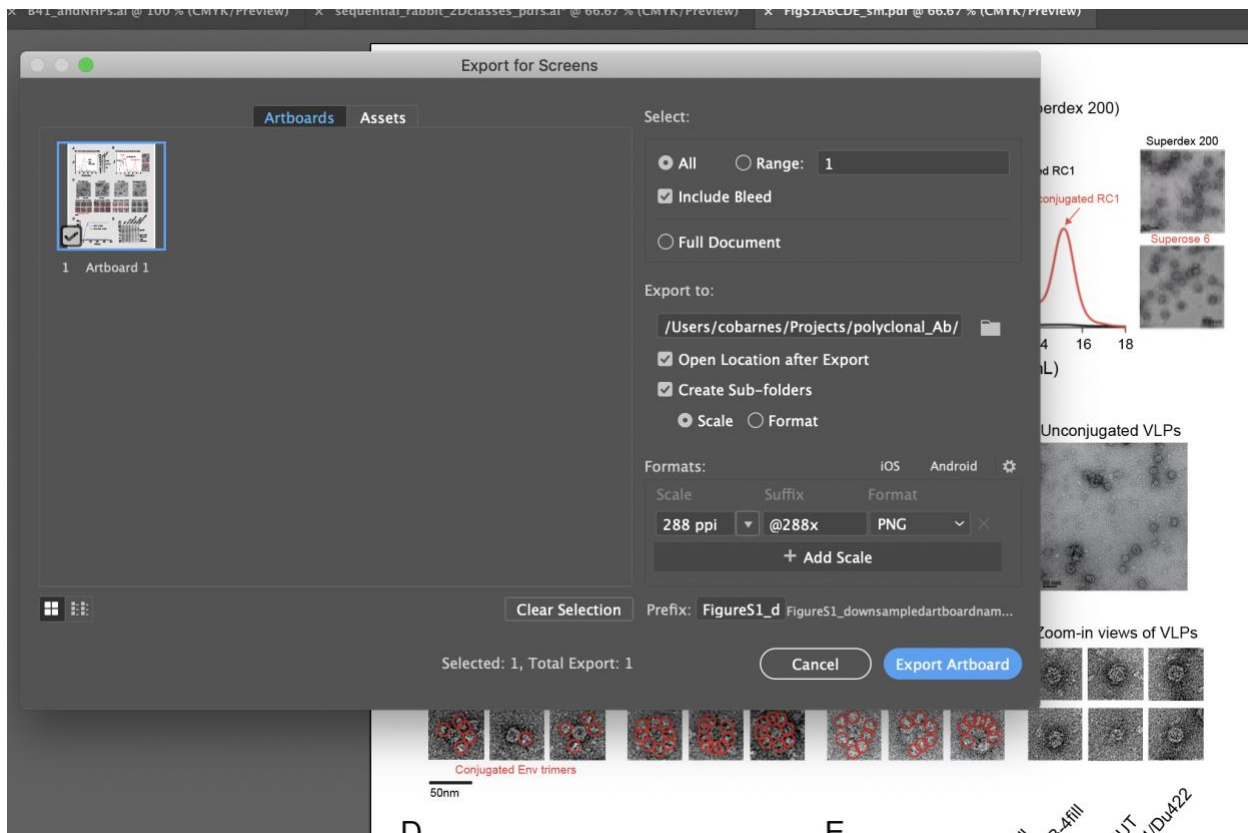 B41_andNHPs.ai @ 100 % (CMYK/Preview) × sequential_rabbit_2Dclasses_pdfs.ai* @ 66.67 % (CMYK/Preview) × FigS1ABCDE_sm.pdf @ 66.67 % (CMYK/Preview)
Export for Screens
Artboards Assets
1 Artboard 1
Select:
All Range: 1
Include Bleed
Full Document
Export to:
/Users/cobarnes/Projects/polyclonal_Ab/
Open Location after Export
Create Sub-folders
Scale Format
Formats: iOS Android
Scale Suffix Format
288 ppi @288x PNG
+ Add Scale
Clear Selection
Prefix: FigureS1_d FigureS1_downsampledartboardnam...
Selected: 1, Total Export: 1
Cancel Export Artboard
perdex 200)
Superdex 200
d RC1
conjugated RC1
Superose 6
4 16 18
L)
Unconjugated VLPs
Zoom-in views of VLPs
Conjugated Env trimers
50nm
D E
-4fill
UT
/Du422